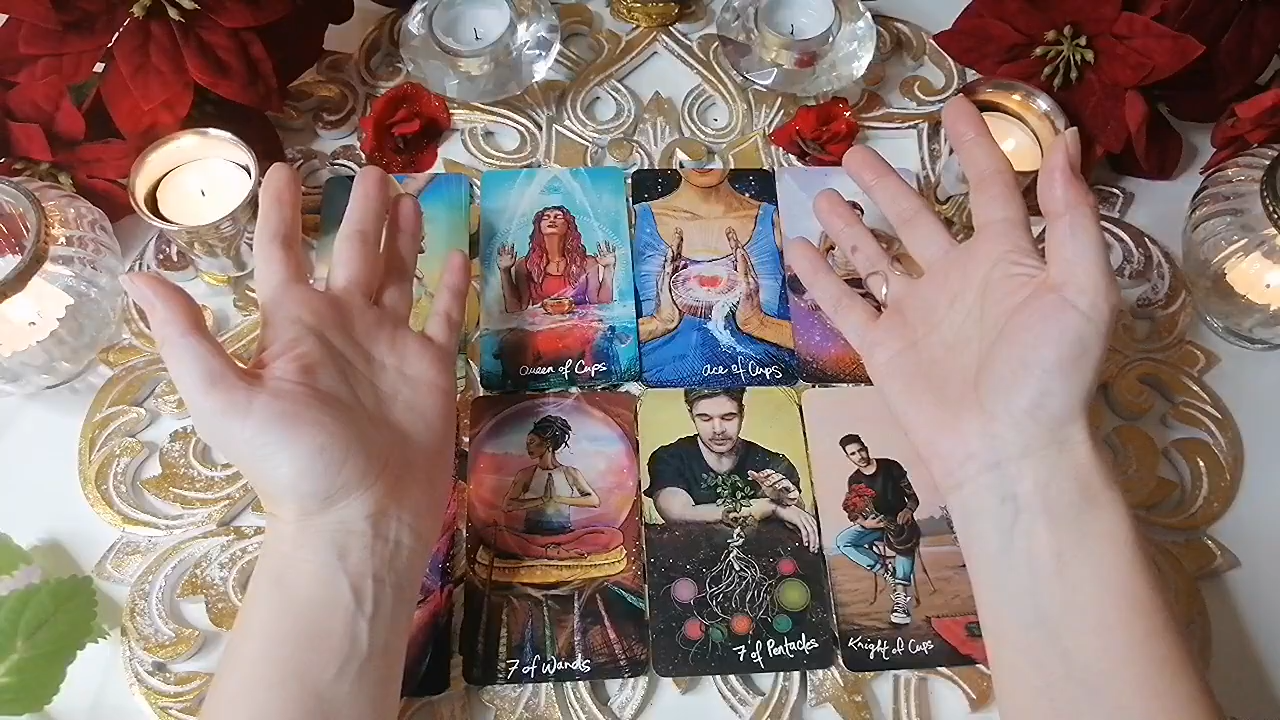 Queen of Cups
ace of Cups
7 of Wands
7 of Pentacles
Knight of Cups